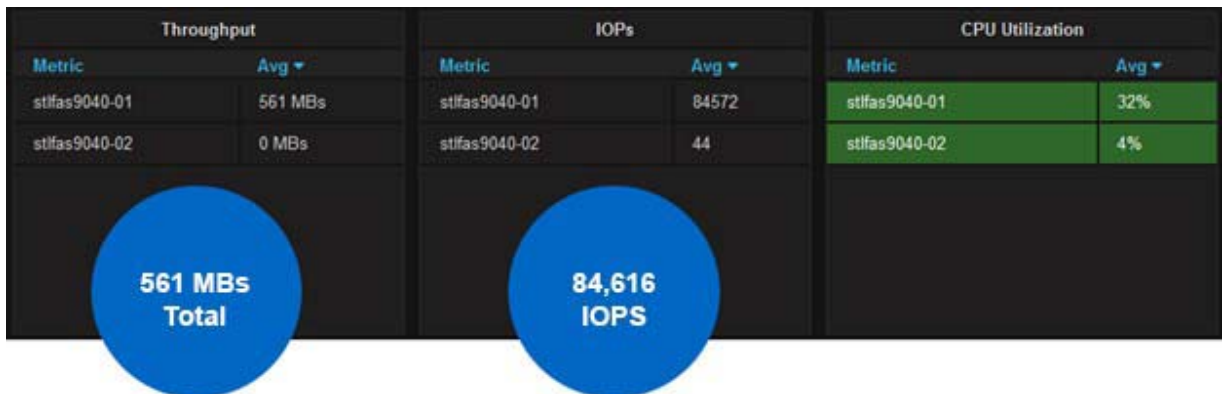 Throughput IOPs CPU Utilization
Metric Avg Metric Avg Metric Avg
stlfas9040-01 561 MBs stlfas9040-01 84572 stlfas9040-01 32%
stlfas9040-02 0 MBs stlfas9040-02 44 stlfas9040-02 4%
561 MBs
Total
84,616
IOPS